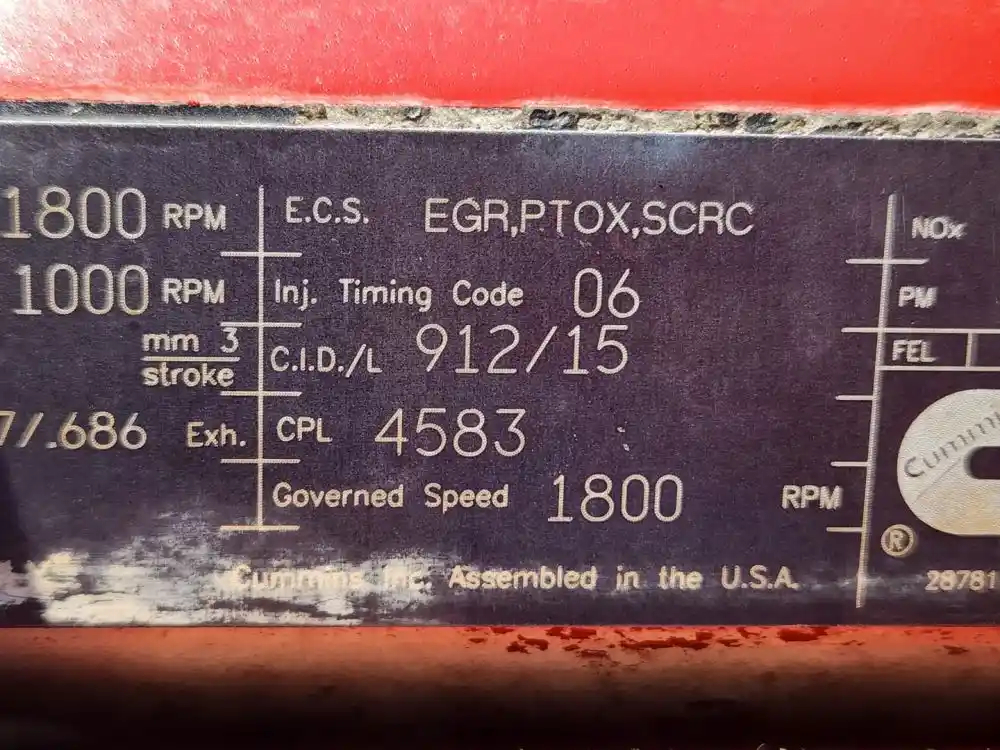 1800 RPM E.C.S. EGR,PTOX,SCRC NOx
1000 RPM Inj. Timing Code 06 PM
mm 3
stroke C.I.D./L 912/15 FEL
7/.686 Exh. CPL 4583
Cummins
Governed Speed 1800 RPM
®
Cummins Inc. Assembled in the U.S.A. 28781